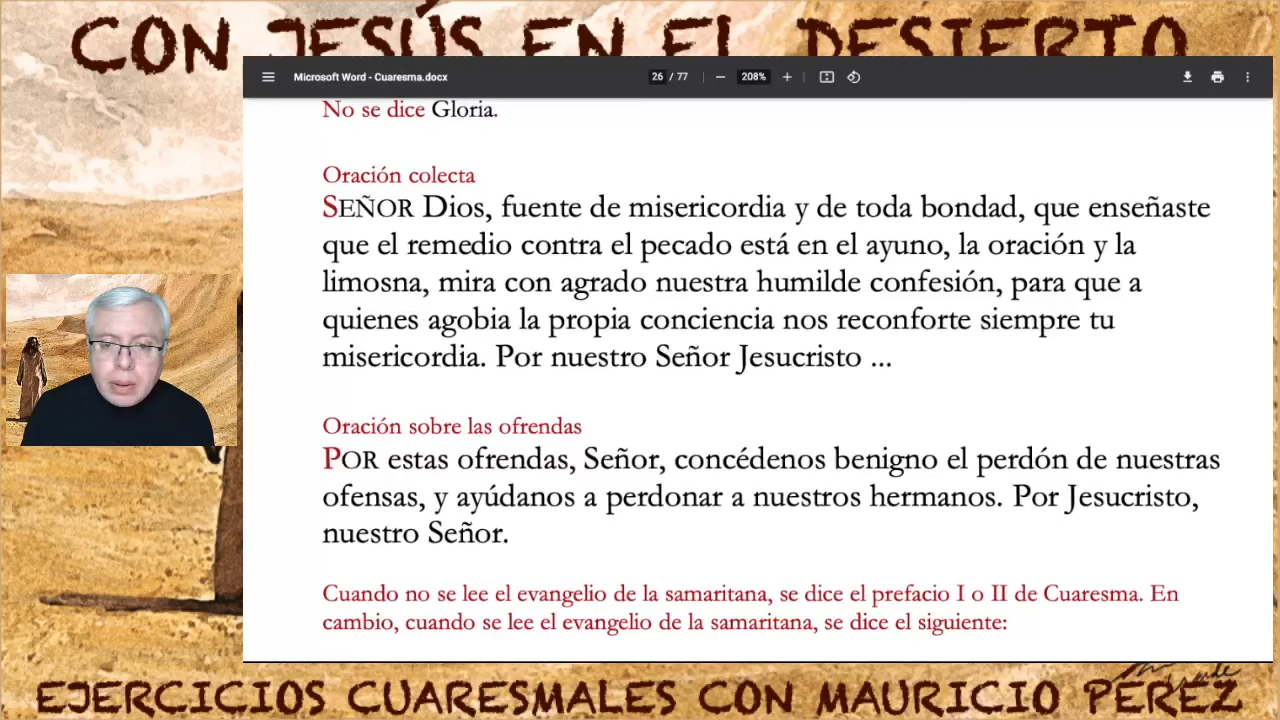 CON JESÚS EN EL DESIERTO
Microsoft Word - Cuaresma.docx
26 / 77
208%
No se dice Gloria.
Oración colecta
SEÑOR Dios, fuente de misericordia y de toda bondad, que enseñaste
que el remedio contra el pecado está en el ayuno, la oración y la
limosna, mira con agrado nuestra humilde confesión, para que a
quienes agobia la propia conciencia nos reconforte siempre tu
misericordia. Por nuestro Señor Jesucristo ...
Oración sobre las ofrendas
POR estas ofrendas, Señor, concédenos benigno el perdón de nuestras
ofensas, y ayúdanos a perdonar a nuestros hermanos. Por Jesucristo,
nuestro Señor.
Cuando no se lee el evangelio de la samaritana, se dice el prefacio I o II de Cuaresma. En
cambio, cuando se lee el evangelio de la samaritana, se dice el siguiente:
EJERCICIOS CUARESMALES CON MAURICIO PÉREZ